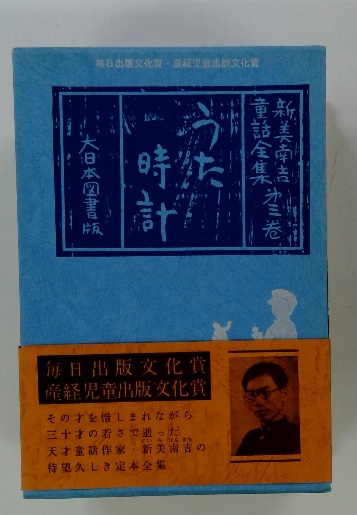 毎日出版文化賞・産経児童出版文化賞
新美南吉
童話全集 第三巻
うた
時計
大日本図書版
毎日出版文化賞
産経児童出版文化賞
その才を惜しまれながら
三十才の若さで逝った
天才童話作家・新美南吉の
待望久しき定本全集